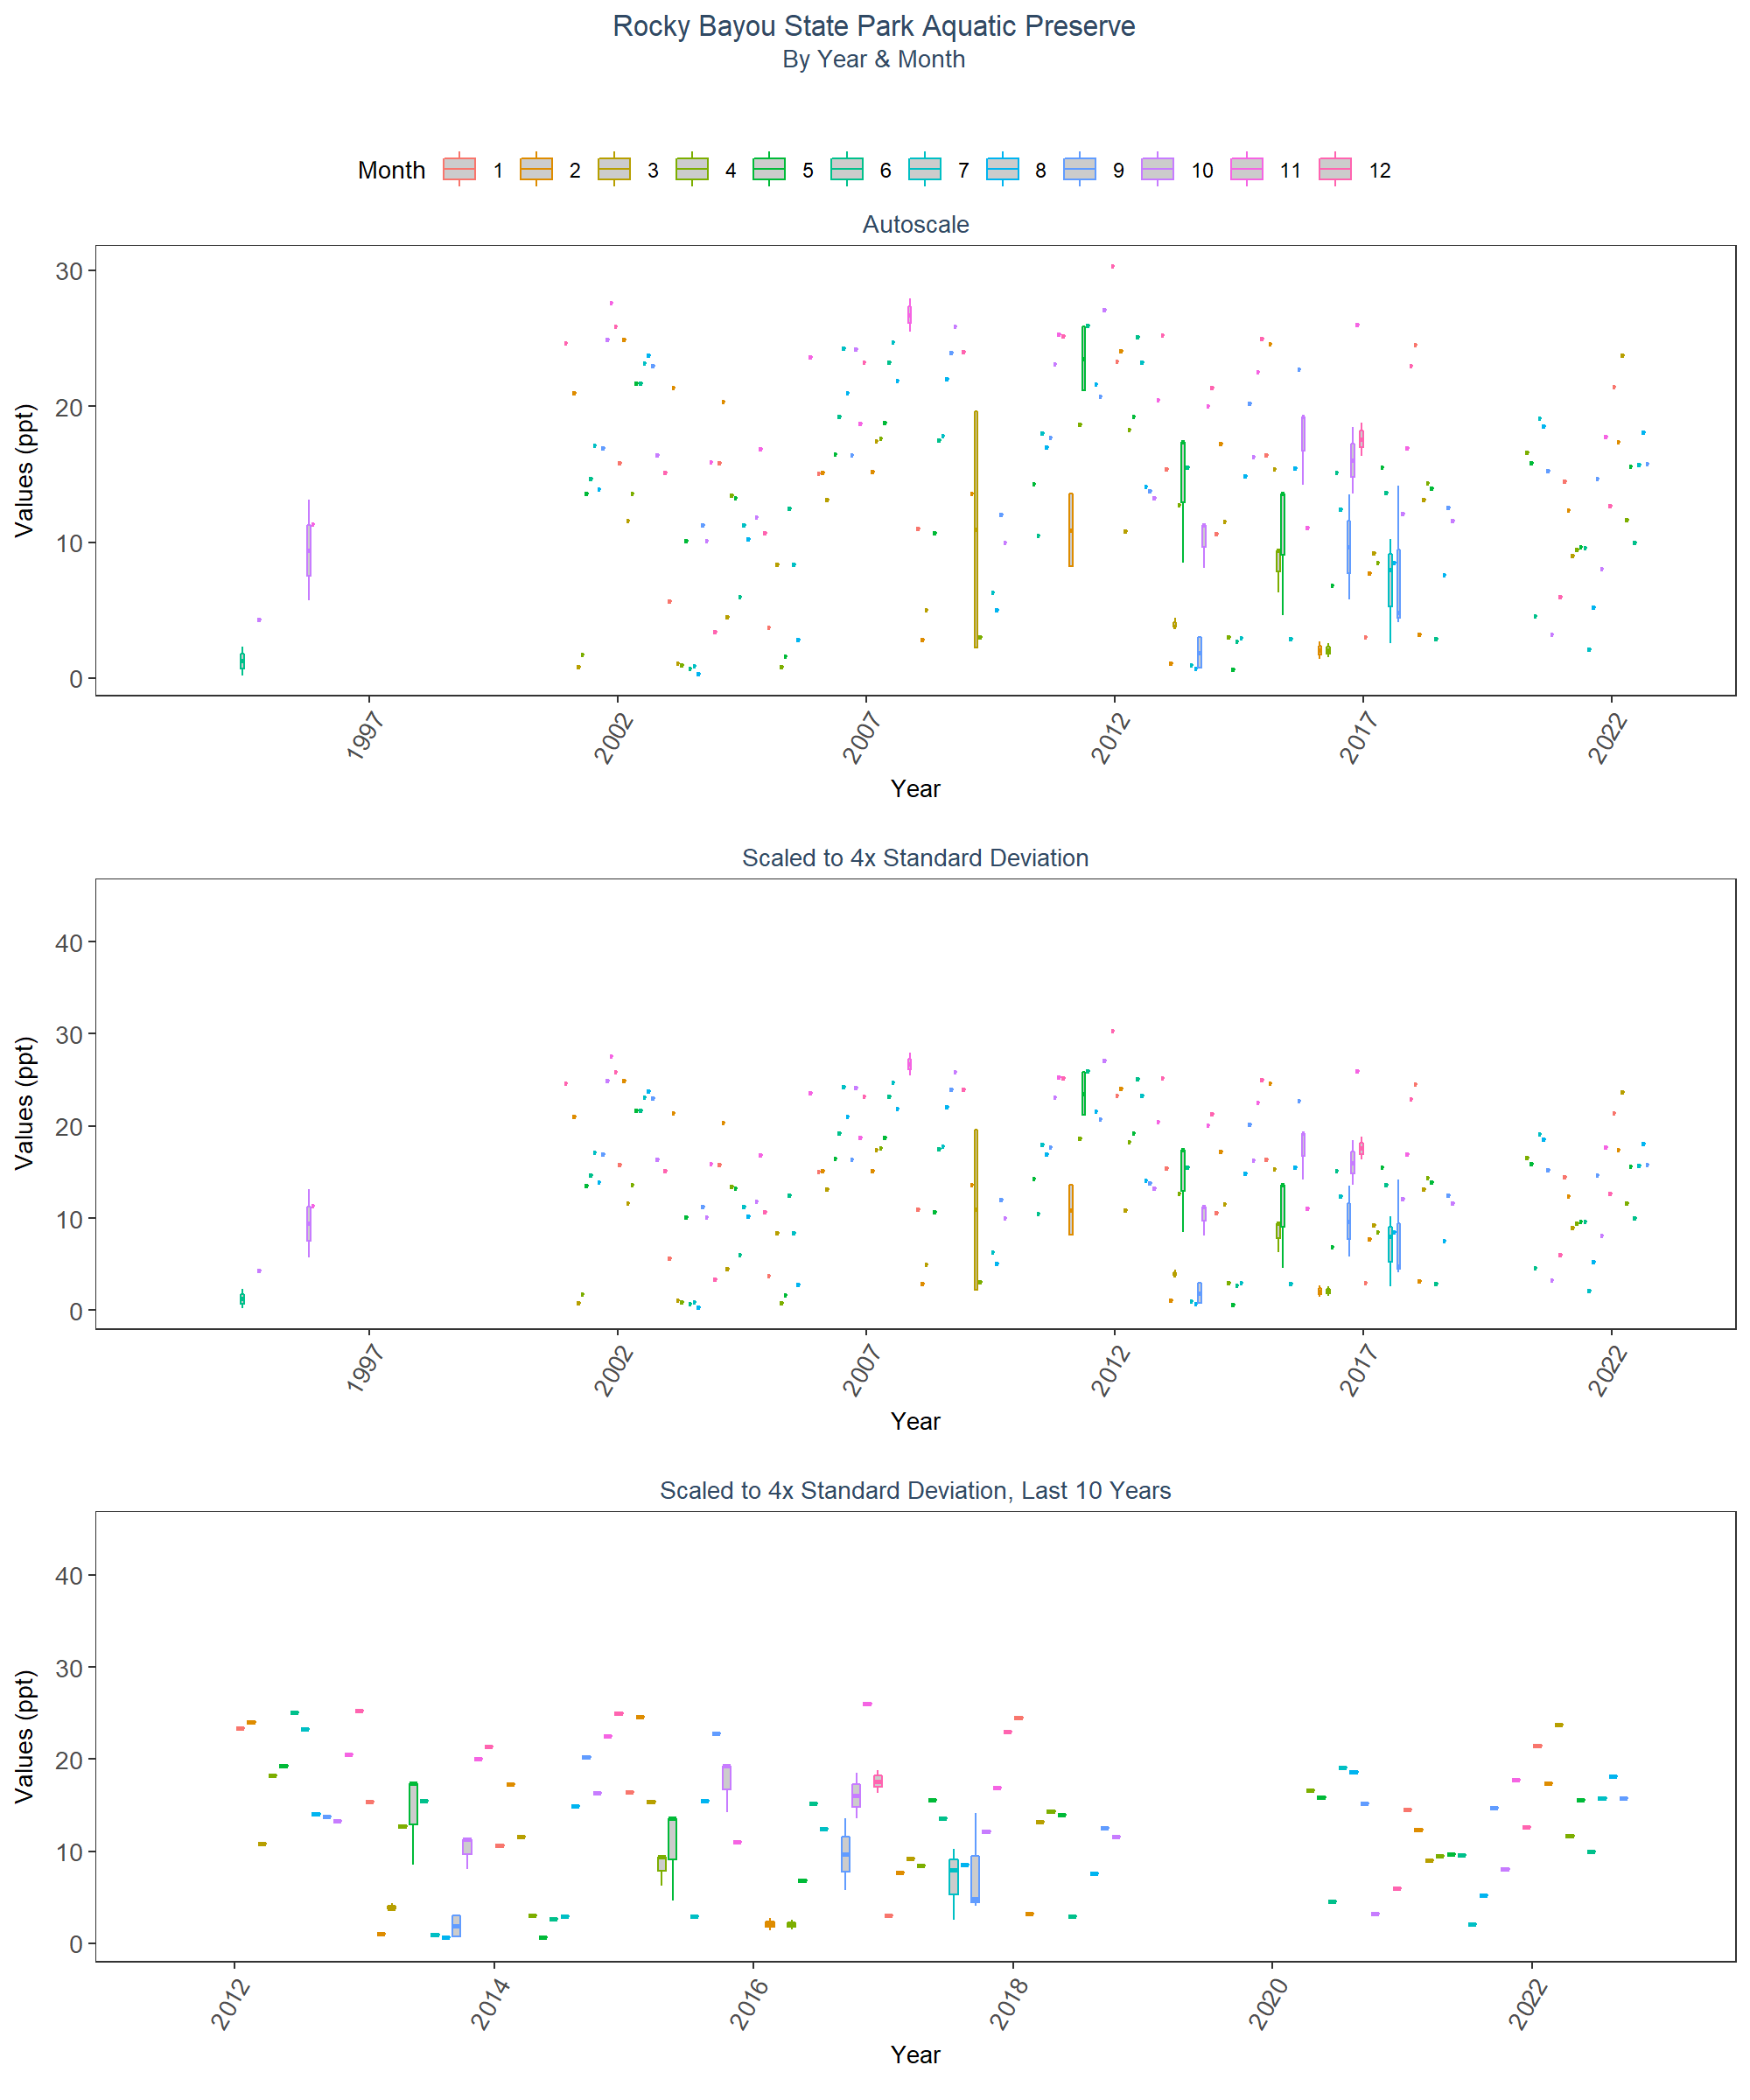 Rocky Bayou State Park Aquatic Preserve
By Year & Month
Month 1 2 3 4 5 6 7 8 9 10 11 12
Autoscale
30
20
10
0
Values (ppt)
1997 2002 2007 2012 2017 2022
Year
Scaled to 4x Standard Deviation
40
30
20
10
0
Values (ppt)
1997 2002 2007 2012 2017 2022
Year
Scaled to 4x Standard Deviation, Last 10 Years
40
30
20
10
0
Values (ppt)
2012 2014 2016 2018 2020 2022
Year